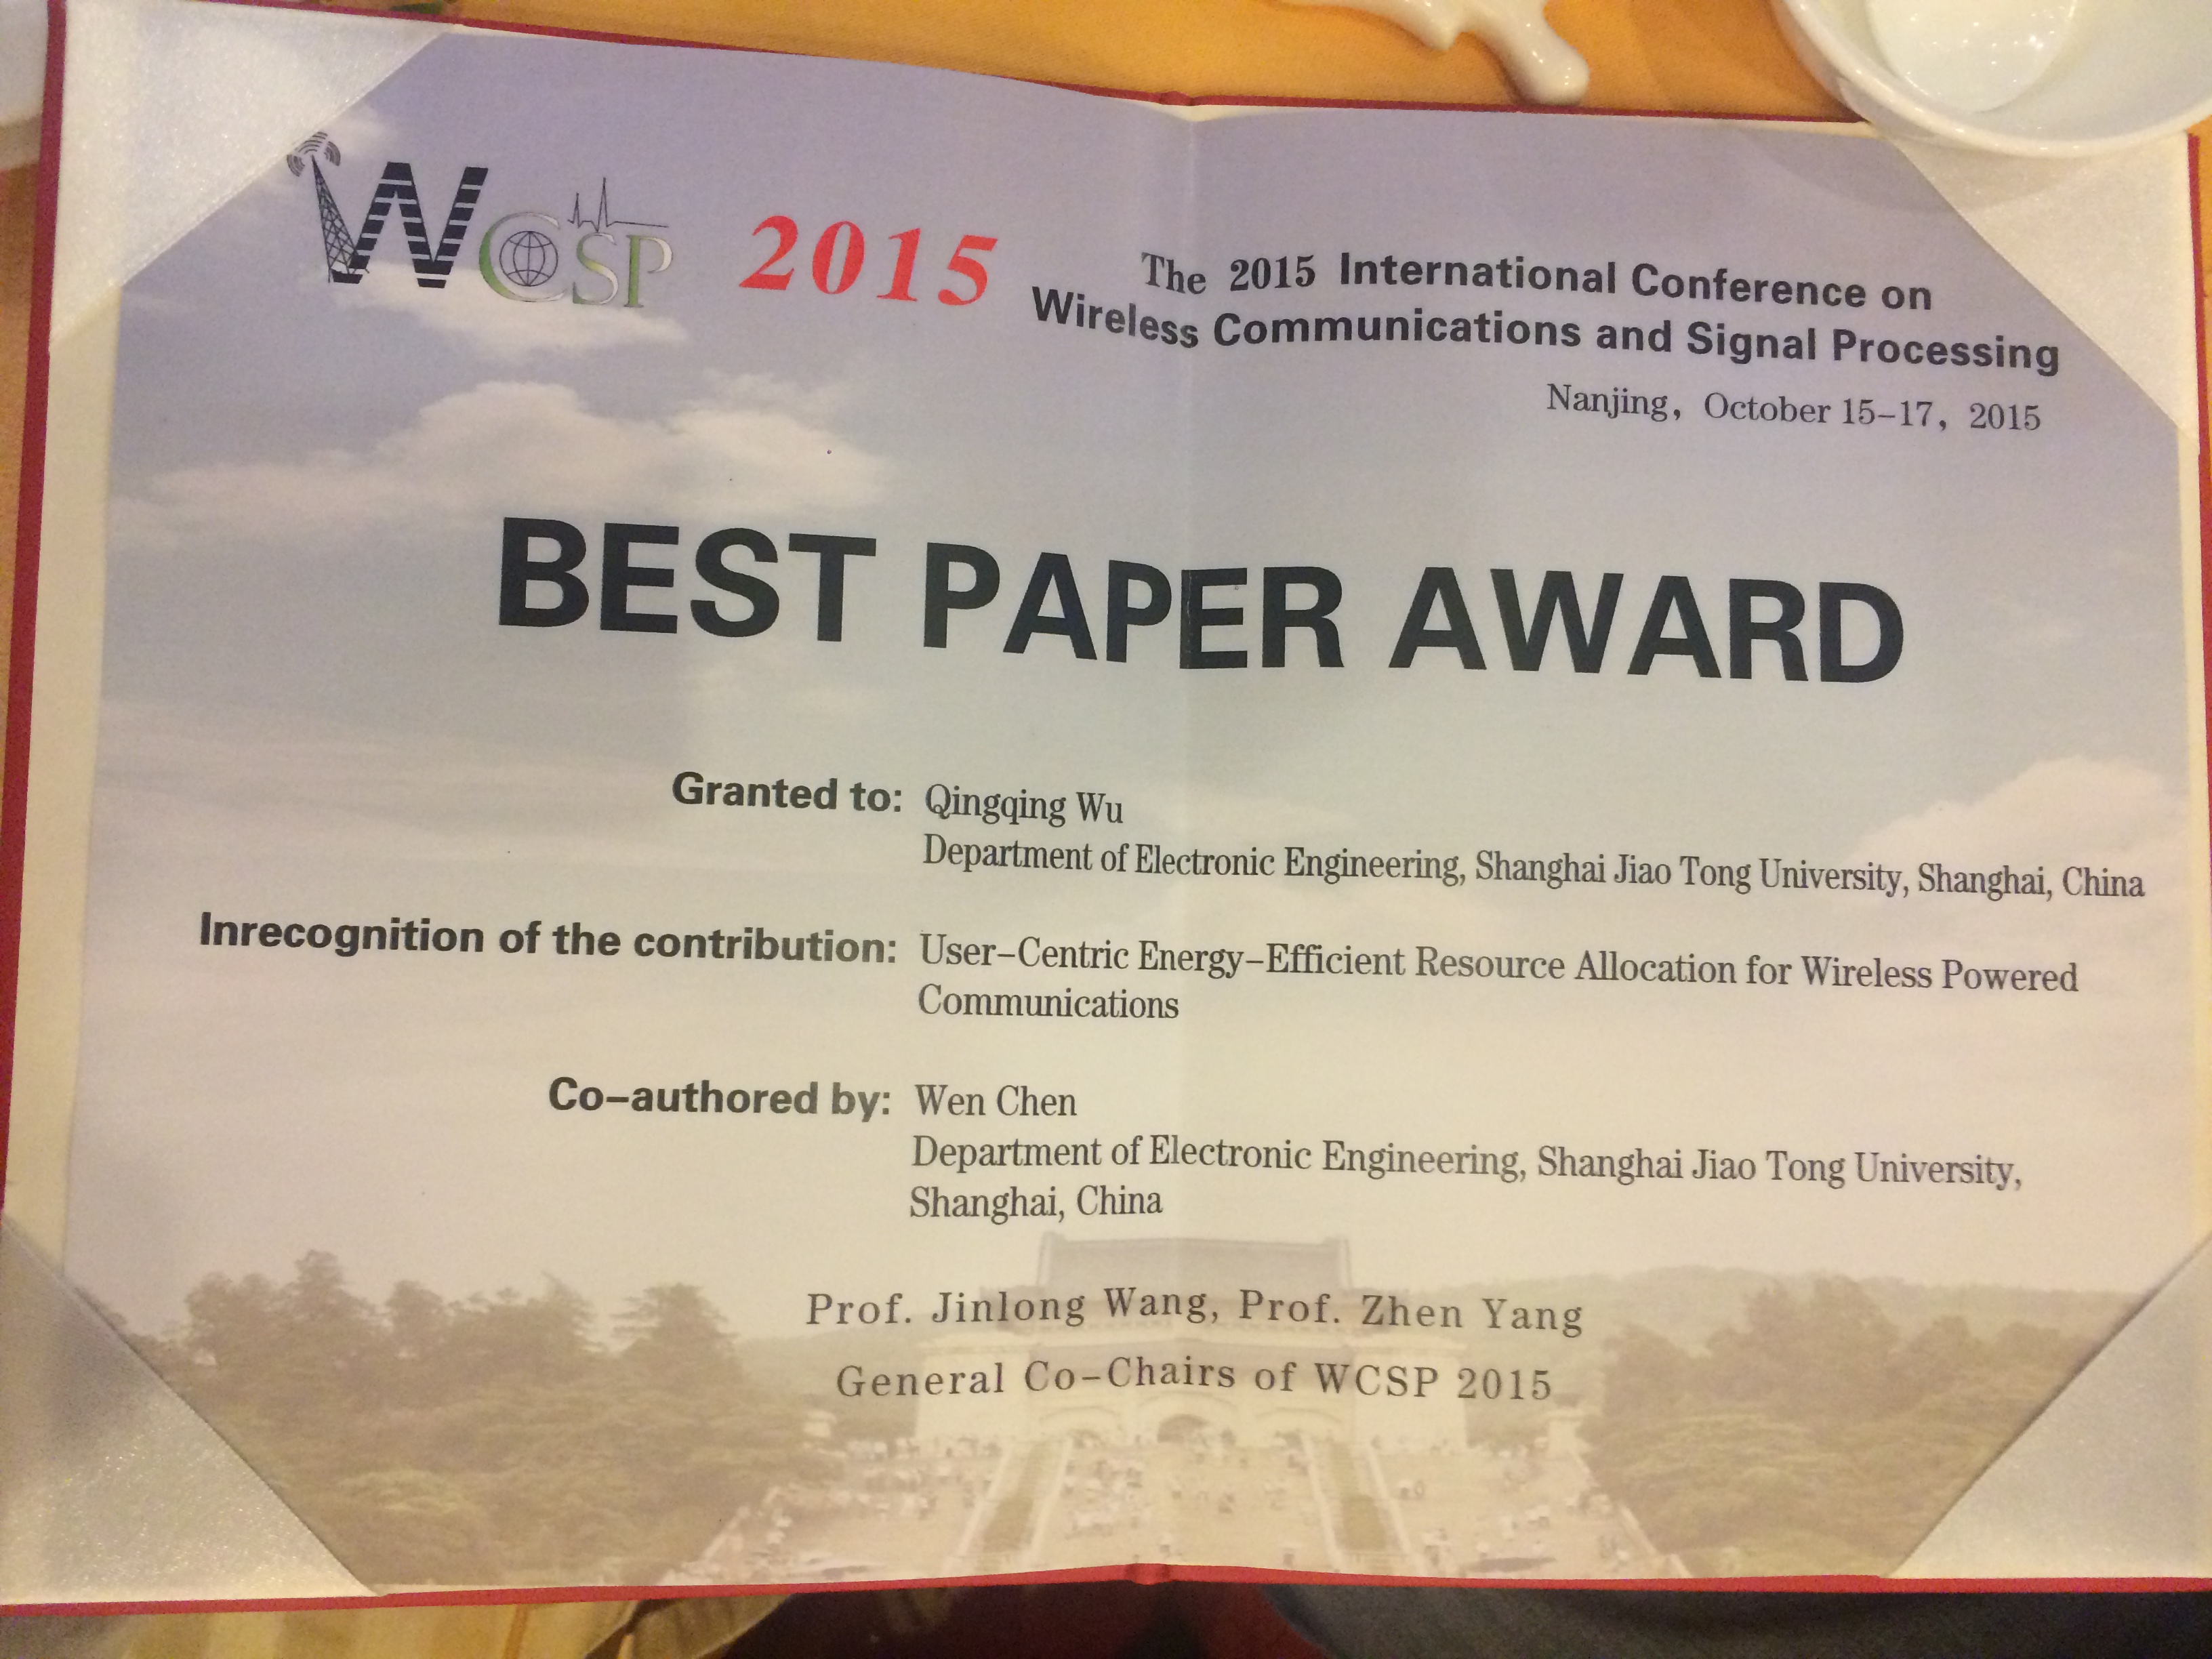 WCSP 2015
The 2015 International Conference on
Wireless Communications and Signal Processing
Nanjing, October 15-17, 2015
BEST PAPER AWARD
Granted to: Qingqing Wu
Department of Electronic Engineering, Shanghai Jiao Tong University, Shanghai, China
Inrecognition of the contribution: User-Centric Energy-Efficient Resource Allocation for Wireless Powered
Communications
Co-authored by: Wen Chen
Department of Electronic Engineering, Shanghai Jiao Tong University,
Shanghai, China
Prof. Jinlong Wang, Prof. Zhen Yang
General Co-Chairs of WCSP 2015